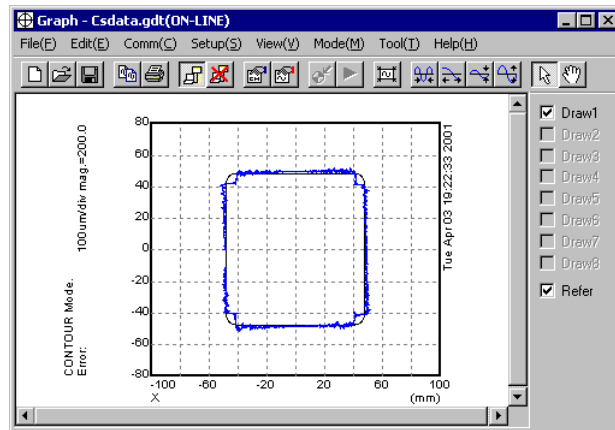 Graph - Csdata.gdt(ON-LINE)
File(F) Edit(E) Comm(C) Setup(S) View(V) Mode(M) Tool(T) Help(H)
CONTOUR Mode. 100um/div mag.=200.0
Error:
80
60
40
20
0
-20
-40
-60
-80
-100 -60 -20 20 60 100
X (mm)
Tue Apr 03 19:22:33 2001
Draw1
Draw2
Draw3
Draw4
Draw5
Draw6
Draw7
Draw8
Refer